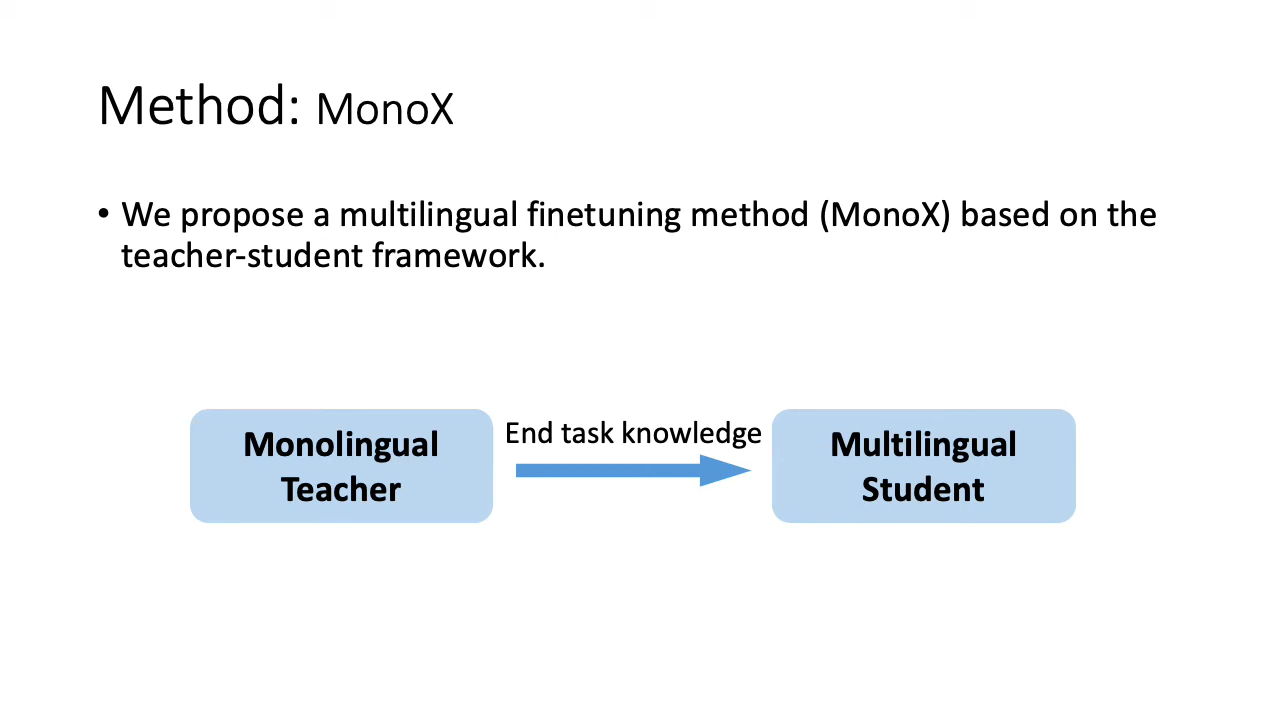 Method: MonoX
• We propose a multilingual finetuning method (MonoX) based on the
teacher-student framework.
Monolingual
Teacher
End task knowledge
Multilingual
Student